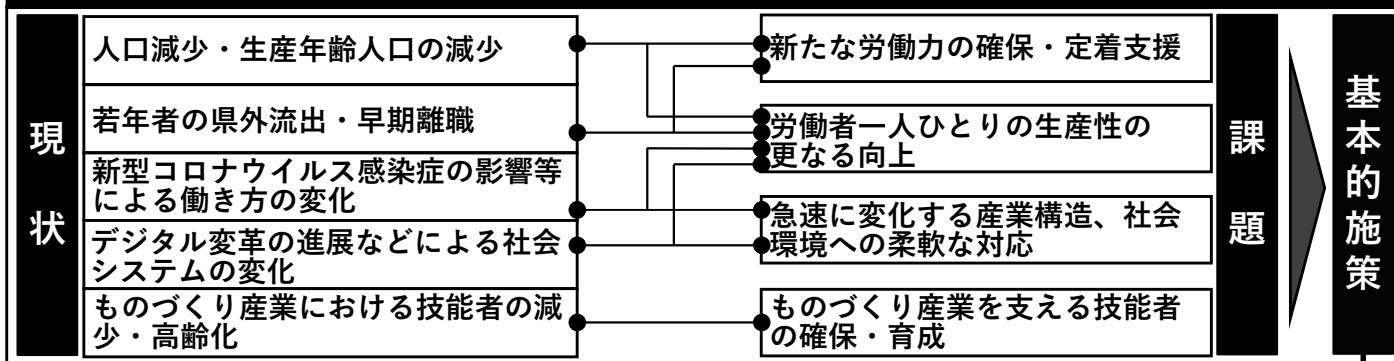 現状
人口減少・生産年齢人口の減少
若年者の県外流出・早期離職
新型コロナウイルス感染症の影響等
による働き方の変化
デジタル変革の進展などによる社会
システムの変化
ものづくり産業における技能者の減
少・高齢化
新たな労働力の確保・定着支援
労働者一人ひとりの生産性の
更なる向上
急速に変化する産業構造、社会
環境への柔軟な対応
ものづくり産業を支える技能者
の確保・育成
課題
基本的施策